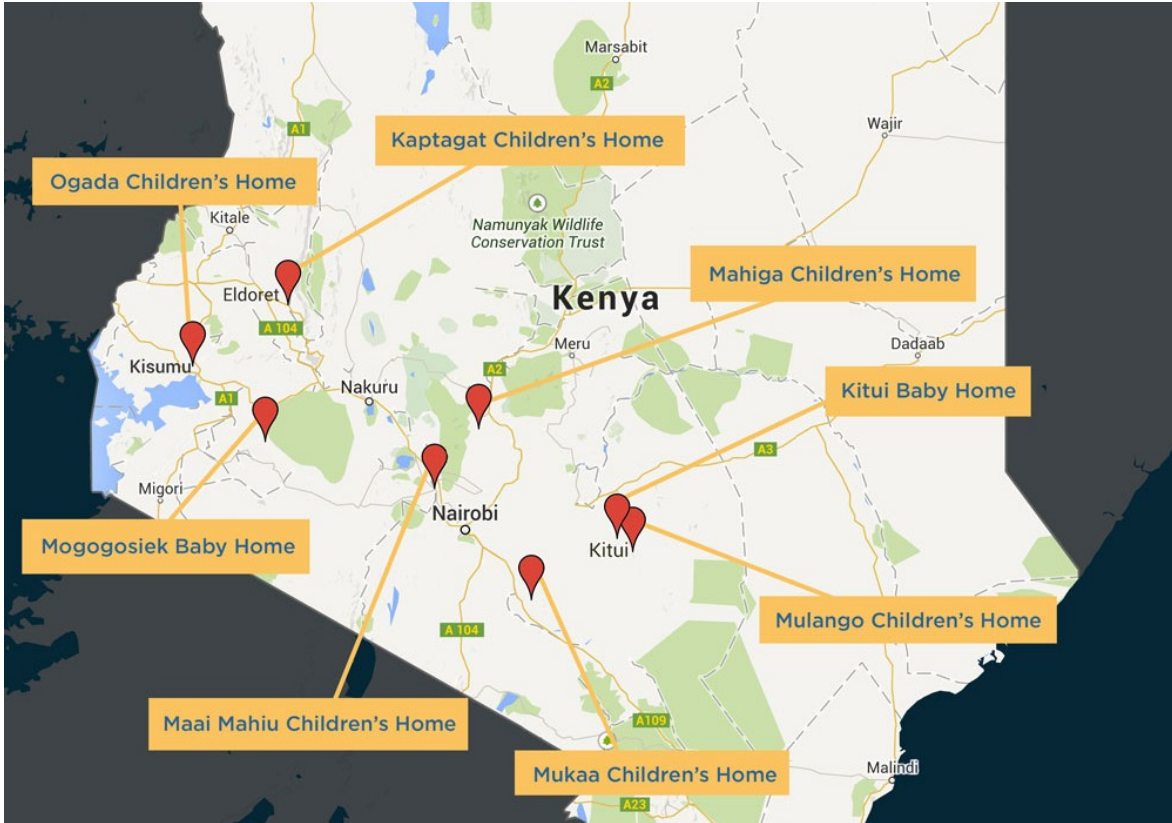 Marsabit
A2
A1
Wajir
Kaptagat Children's Home
Ogada Children's Home
Kitale
Namunyak Wildlife
Conservation Trust
Mahiga Children's Home
Eldoret
Kenya
A 104
Meru
Dadaab
Kisumu
A2
Nakuru
Kitui Baby Home
A1
A3
Migori
Nairobi
Mogogosiek Baby Home
Kitui
Mulango Children's Home
A 104
Maai Mahiu Children's Home
A109
Mukaa Children's Home
Malindi
A23